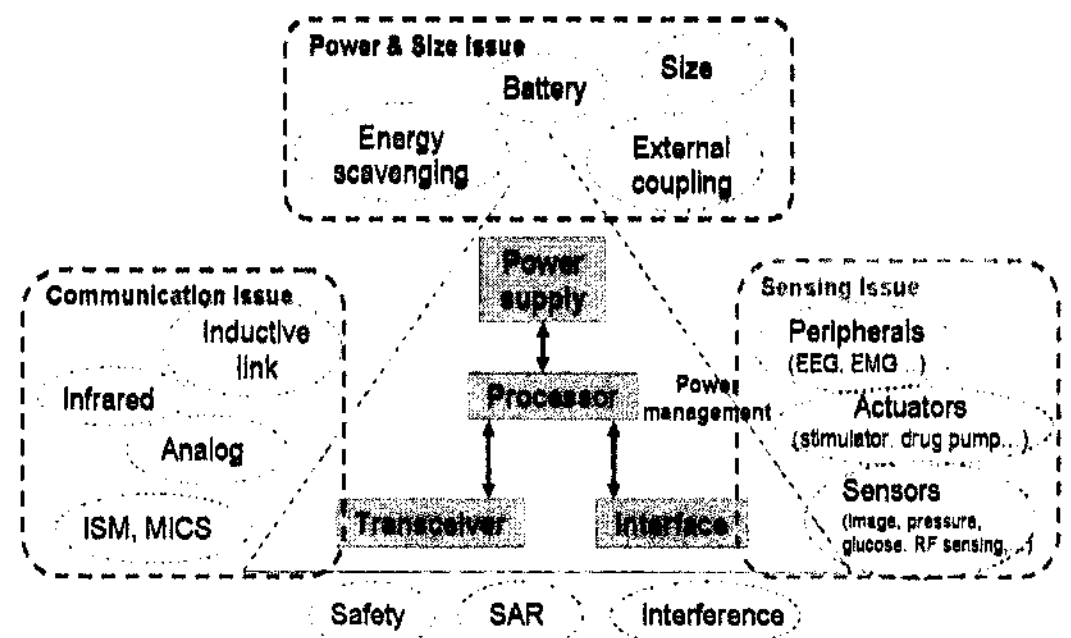 Power & Size Issue
Battery
Size
Energy
scavenging
External
coupling
Power
supply
Communication Issue
Inductive
link
Infrared
Analog
ISM, MICS
Processor
Power
management
Transceiver
Interface
Sensing Issue
Peripherals
(EEG, EMG ..)
Actuators
(stimulator, drug pump...)
Sensors
(image, pressure,
glucose, RF sensing, ..)
Safety
SAR
Interference